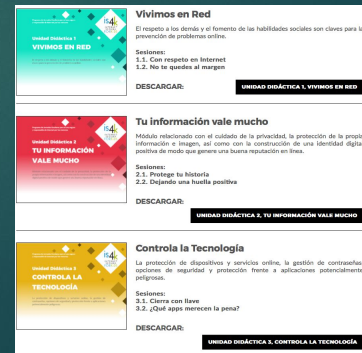 Unidad Didáctica 1
VIVIMOS EN RED
Vivimos en Red
El respeto a los demás y el fomento de las habilidades sociales son claves para la
prevención de problemas online.
Sesiones:
1.1. Con respeto en Internet
1.2. No te quedes al margen
DESCARGAR:
UNIDAD DIDÁCTICA 1, VIVIMOS EN RED
Unidad Didáctica 2
TU INFORMACIÓN
VALE MUCHO
Tu información vale mucho
Módulo relacionado con el cuidado de la privacidad, la protección de la propia
información e imagen, así como con la construcción de una identidad digital
positiva de modo que genere una buena reputación en línea.
Sesiones:
2.1. Protege tu historia
2.2. Dejando una huella positiva
DESCARGAR:
UNIDAD DIDÁCTICA 2, TU INFORMACIÓN VALE MUCHO
Unidad Didáctica 3
CONTROLA LA
TECNOLOGÍA
Controla la Tecnología
La protección de dispositivos y servicios online, la gestión de contraseñas,
opciones de seguridad y protección frente a aplicaciones potencialmente
peligrosas.
Sesiones:
3.1. Cierra con llave
3.2. ¿Qué apps merecen la pena?
DESCARGAR:
UNIDAD DIDÁCTICA 3, CONTROLA LA TECNOLOGÍA